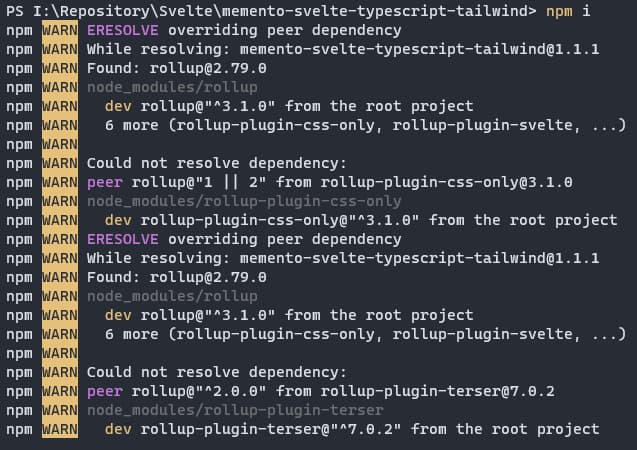 PS I:\Repository\Svelte\memento-svelte-typescript-tailwind> npm i
npm WARN ERESOLVE overriding peer dependency
npm WARN While resolving: memento-svelte-typescript-tailwind@1.1.1
npm WARN Found: rollup@2.79.0
npm WARN node_modules/rollup
npm WARN   dev rollup@"^3.1.0" from the root project
npm WARN   6 more (rollup-plugin-css-only, rollup-plugin-svelte, ...)
npm WARN
npm WARN Could not resolve dependency:
npm WARN peer rollup@"1 || 2" from rollup-plugin-css-only@3.1.0
npm WARN node_modules/rollup-plugin-css-only
npm WARN   dev rollup-plugin-css-only@"^3.1.0" from the root project
npm WARN ERESOLVE overriding peer dependency
npm WARN While resolving: memento-svelte-typescript-tailwind@1.1.1
npm WARN Found: rollup@2.79.0
npm WARN node_modules/rollup
npm WARN   dev rollup@"^3.1.0" from the root project
npm WARN   6 more (rollup-plugin-css-only, rollup-plugin-svelte, ...)
npm WARN
npm WARN Could not resolve dependency:
npm WARN peer rollup@"^2.0.0" from rollup-plugin-terser@7.0.2
npm WARN node_modules/rollup-plugin-terser
npm WARN   dev rollup-plugin-terser@"^7.0.2" from the root project